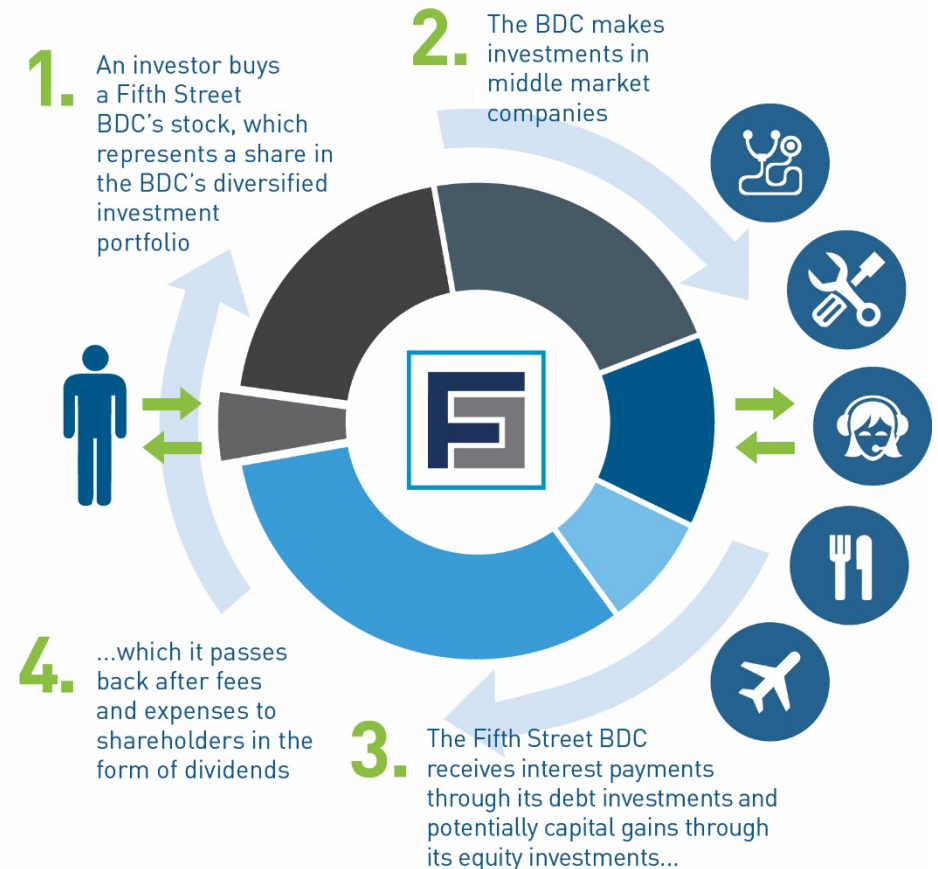 1.
An investor buys
a Fifth Street
BDC's stock, which
represents a share in
the BDC's diversified
investment
portfolio
2.
The BDC makes
investments in
middle market
companies
3.
The Fifth Street BDC
receives interest payments
through its debt investments and
potentially capital gains through
its equity investments...
4.
...which it passes
back after fees
and expenses to
shareholders in the
form of dividends